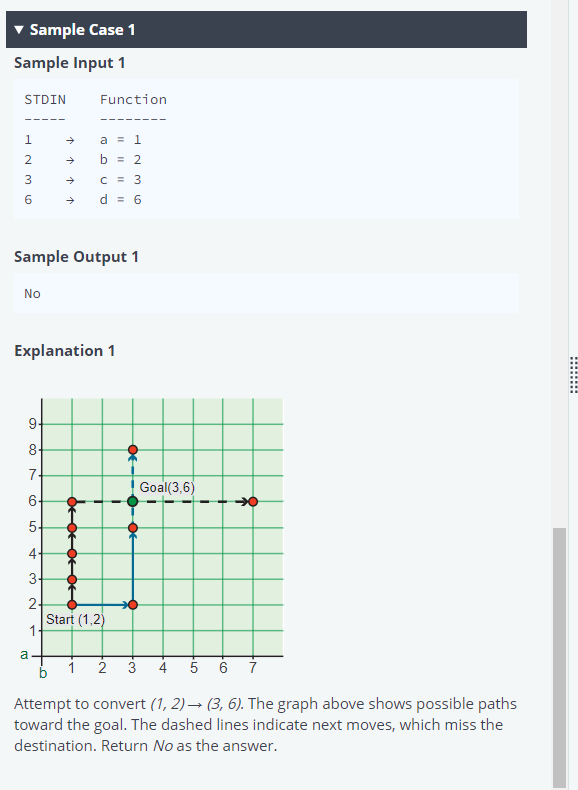 ▼ Sample Case 1
Sample Input 1
STDIN Function
----- --------
1 → a = 1
2 → b = 2
3 → c = 3
6 → d = 6
Sample Output 1
No
Explanation 1
9
8
7
Goal(3,6)
6
5
4
3
2
Start (1,2)
1
a
b 1 2 3 4 5 6 7
Attempt to convert (1, 2) → (3, 6). The graph above shows possible paths
toward the goal. The dashed lines indicate next moves, which miss the
destination. Return No as the answer.